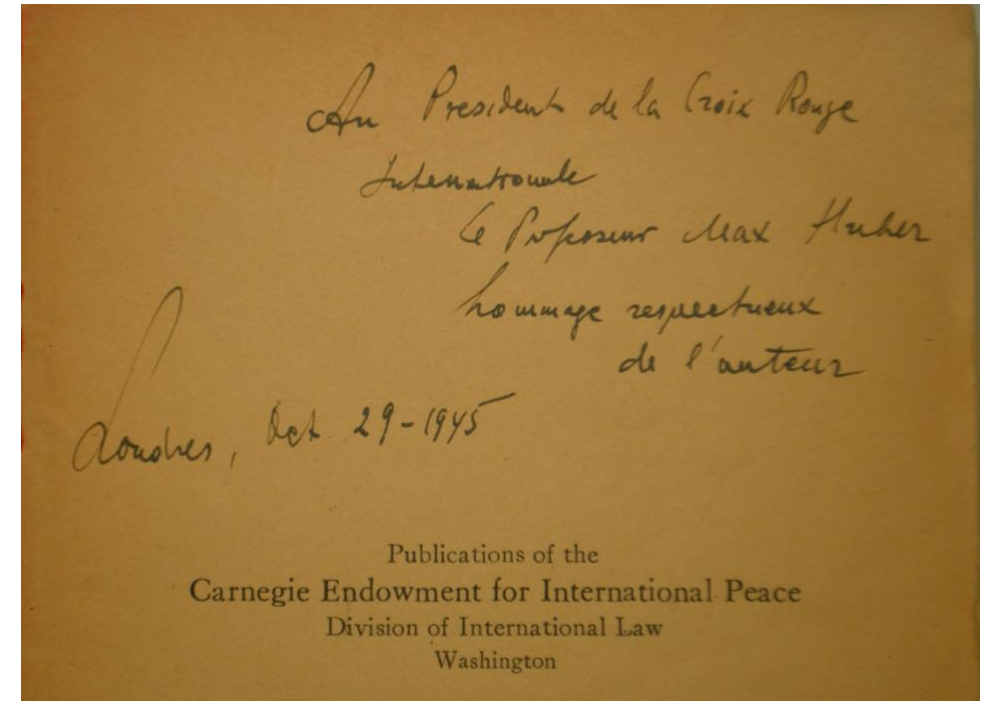 Au President de la Croix Rouge
Internationale
Le Professeur Max Huber
hommage respectueux
de l'auteur
Londres, Oct 29-1945
Publications of the
Carnegie Endowment for International Peace
Division of International Law
Washington